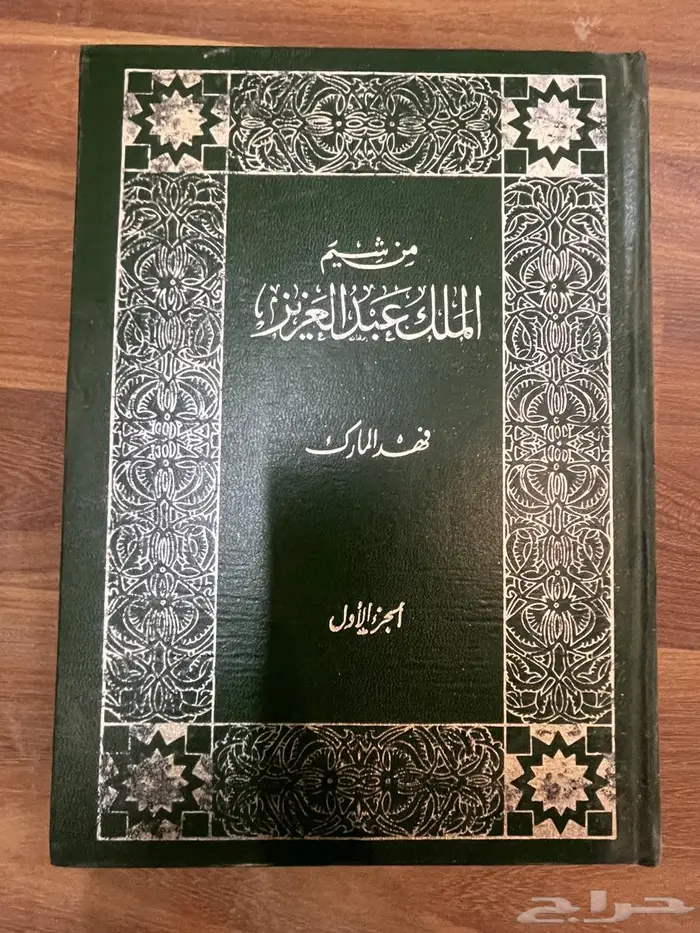 من شيم
الملك عبد العزيز
فهد المارك
الجزء الأول
حراج